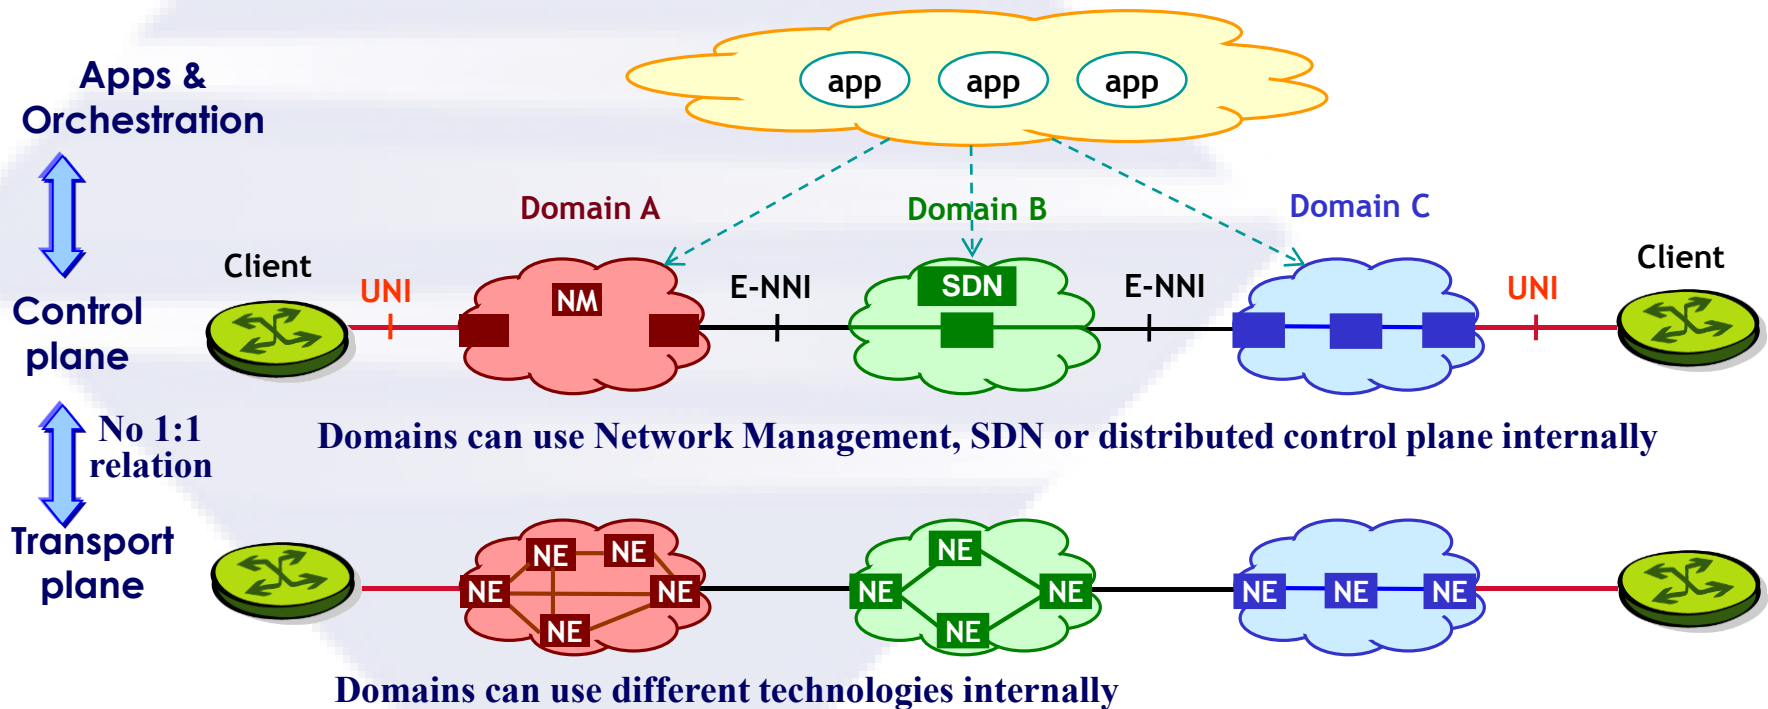 Apps &
Orchestration
app app app
Domain A Domain B Domain C
Client UNI NM E-NNI SDN E-NNI UNI Client
Control
plane
No 1:1
relation
Domains can use Network Management, SDN or distributed control plane internally
Transport
plane
NE NE NE
NE NE NE NE NE NE NE
NE NE
Domains can use different technologies internally